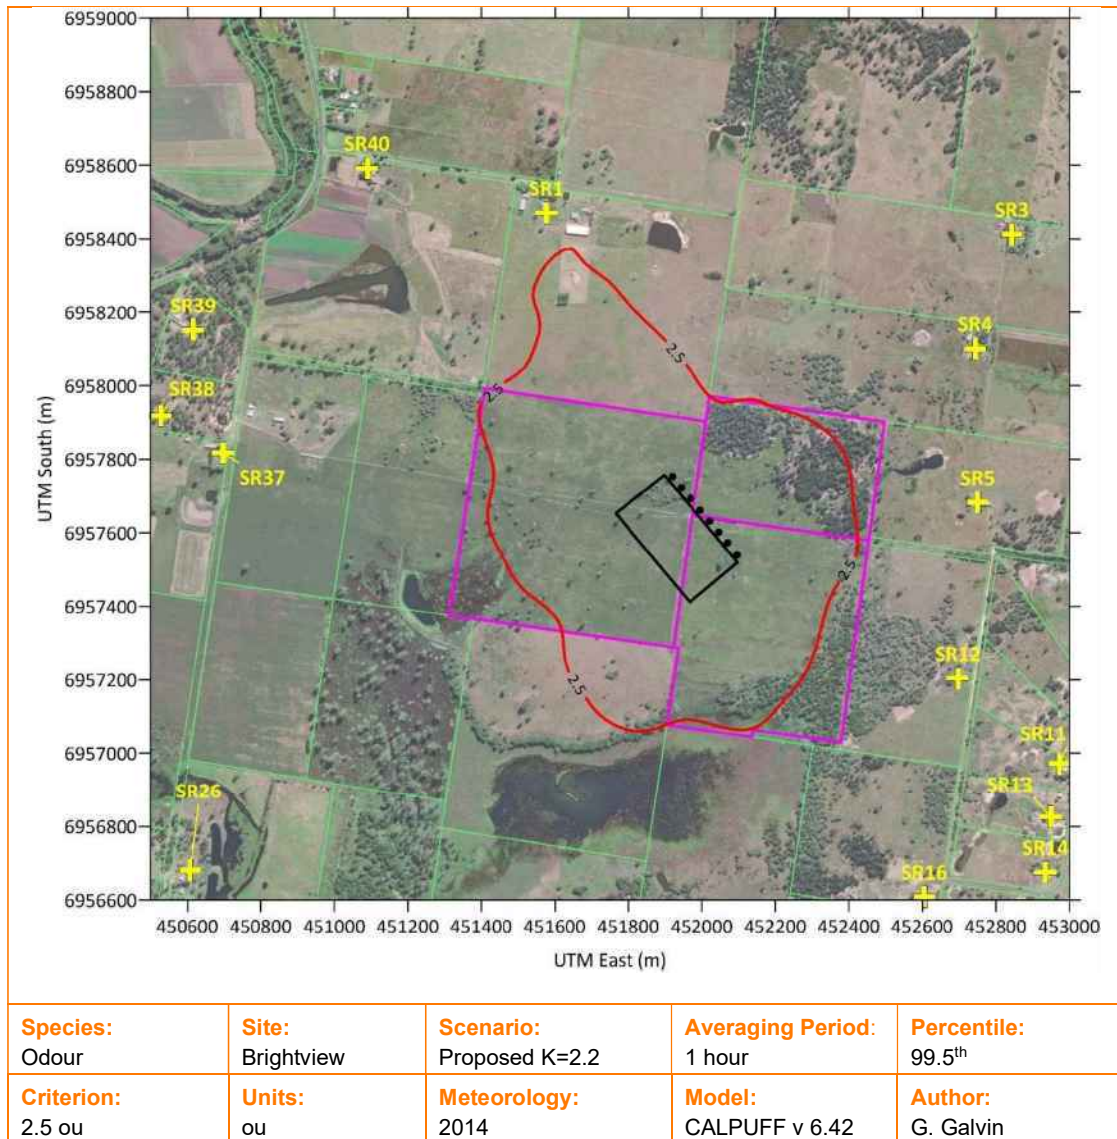 6959000
6958800
6958600
6958400
6958200
6958000
6957800
6957600
6957400
6957200
6957000
6956800
6956600
UTM South (m)
SR40
SR1
SR3
SR39
SR4
2.5
SR38
2.5
SR37
SR5
2.5
SR12
2.5
SR11
SR26
SR13
SR14
SR16
450600 450800 451000 451200 451400 451600 451800 452000 452200 452400 452600 452800 453000
UTM East (m)
Species: Site: Scenario: Averaging Period: Percentile:
Odour Brightview Proposed K=2.2 1 hour 99.5th
Criterion: Units: Meteorology: Model: Author:
2.5 ou ou 2014 CALPUFF v 6.42 G. Galvin